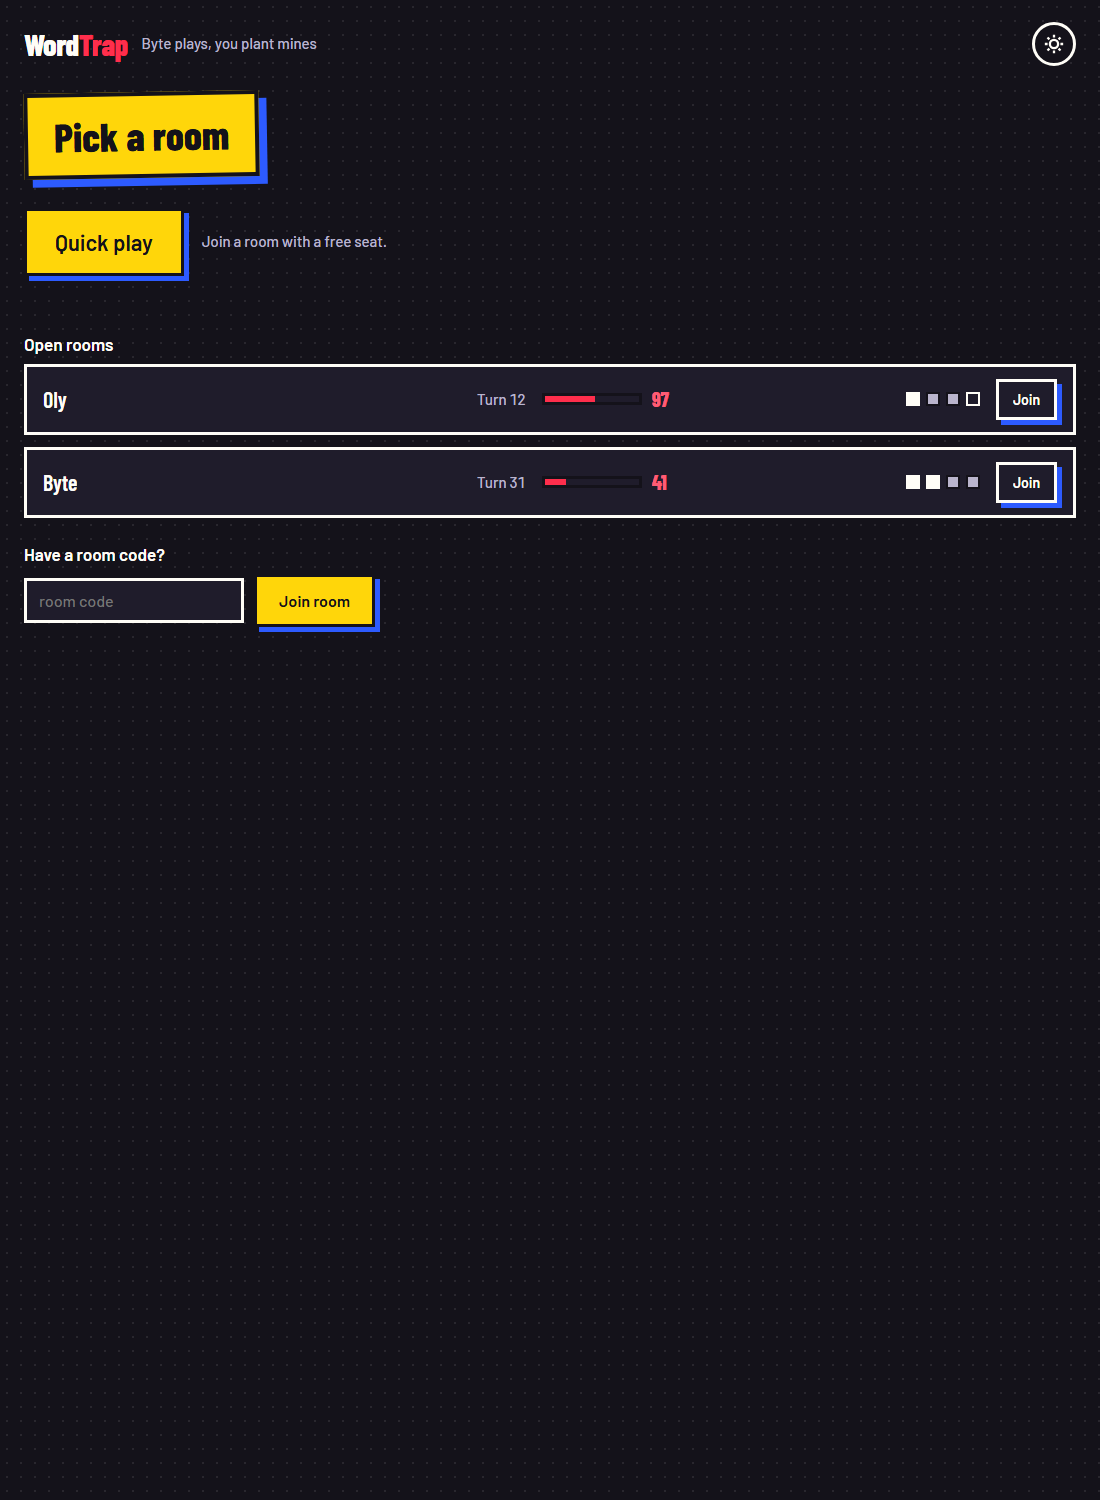 WordTrap Byte plays, you plant mines
Pick a room
Quick play Join a room with a free seat.
Open rooms
Oly Turn 12 97 Join
Byte Turn 31 41 Join
Have a room code?
room code Join room